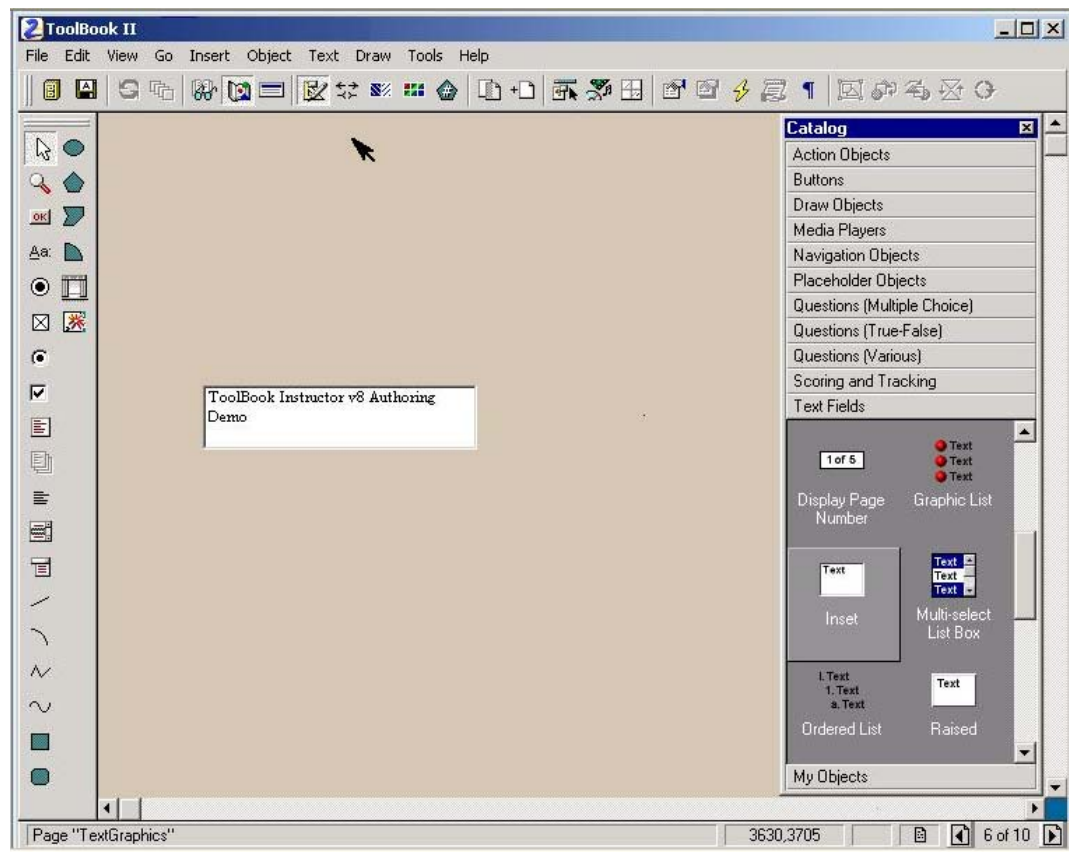 ToolBook II
File Edit View Go Insert Object Text Draw Tools Help
OK
Aa:
ToolBook Instructor v8 Authoring
Demo
Catalog
Action Objects
Buttons
Draw Objects
Media Players
Navigation Objects
Placeholder Objects
Questions (Multiple Choice)
Questions (True-False)
Questions (Various)
Scoring and Tracking
Text Fields
1 of 5
Text
Text
Text
Display Page
Number
Graphic List
Text
Inset
Text
Text
Text
Multi-select
List Box
I. Text
1. Text
a. Text
Ordered List
Text
Raised
My Objects
Page "TextGraphics"
3630,3705
6 of 10